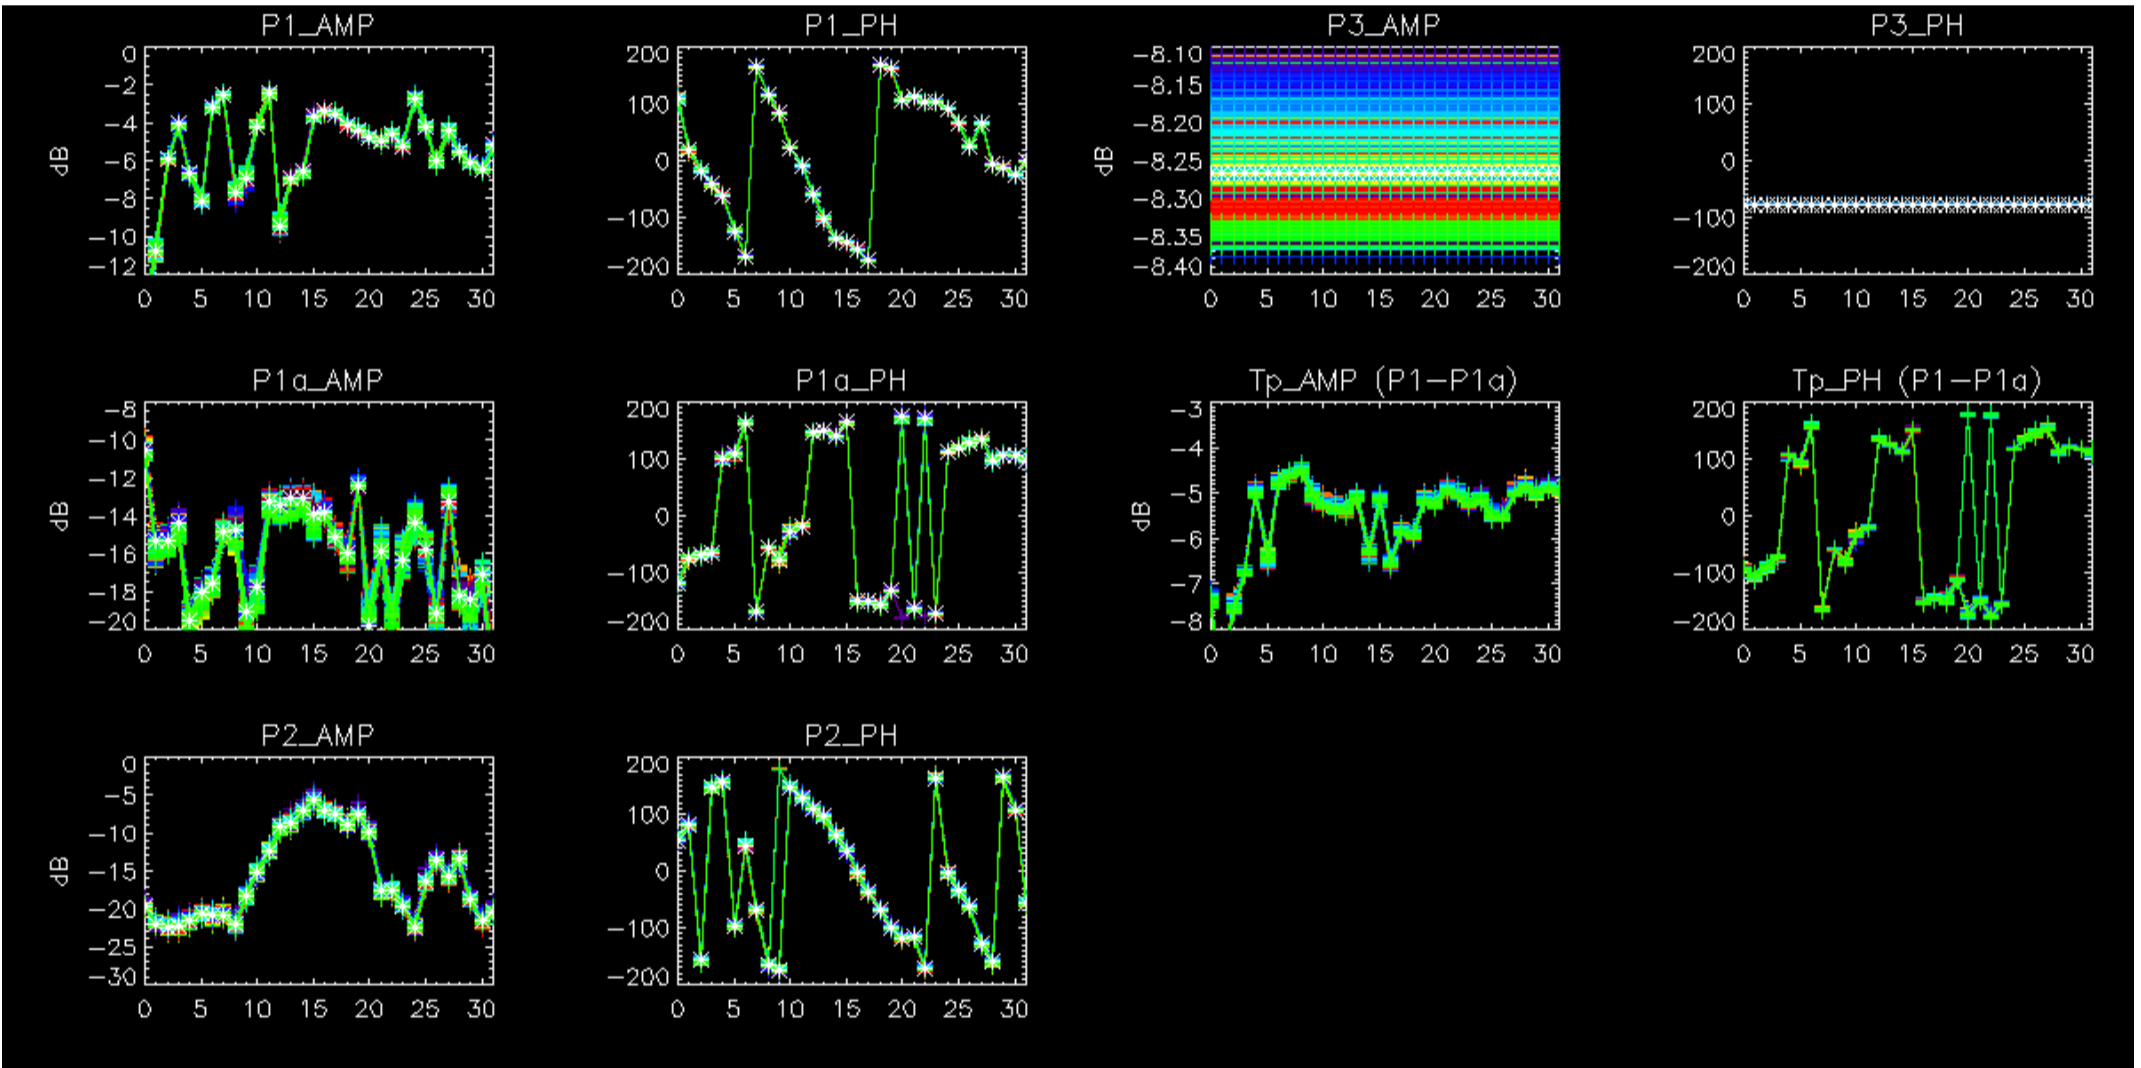 P1_AMP
dB
0
-2
-4
-6
-8
-10
-12
0 5 10 15 20 25 30
P1_PH
200
100
0
-100
-200
0 5 10 15 20 25 30
P3_AMP
dB
-8.10
-8.15
-8.20
-8.25
-8.30
-8.35
-8.40
0 5 10 15 20 25 30
P3_PH
200
100
0
-100
-200
0 5 10 15 20 25 30
P1a_AMP
dB
-8
-10
-12
-14
-16
-18
-20
0 5 10 15 20 25 30
P1a_PH
200
100
0
-100
-200
0 5 10 15 20 25 30
Tp_AMP (P1-P1a)
dB
-3
-4
-5
-6
-7
-8
0 5 10 15 20 25 30
Tp_PH (P1-P1a)
200
100
0
-100
-200
0 5 10 15 20 25 30
P2_AMP
dB
0
-5
-10
-15
-20
-25
-30
0 5 10 15 20 25 30
P2_PH
200
100
0
-100
-200
0 5 10 15 20 25 30